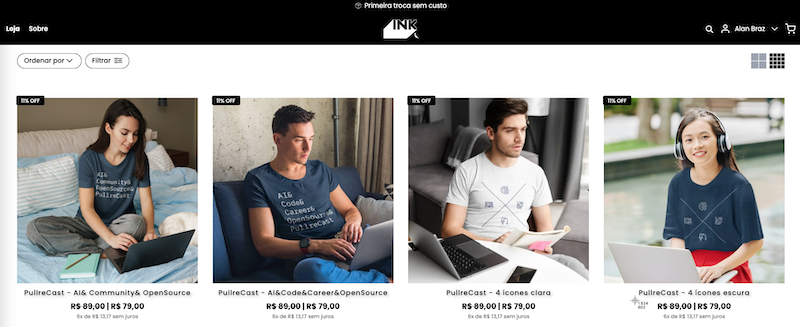 Primeira troca sem custo
Loja
Sobre
INK
Alan Braz
Ordenar por
Filtrar
11% OFF
11% OFF
11% OFF
11% OFF
AI&
Community&
OpenSource&
PullreCast
AI&
Code&
Career&
OpenSource&
PullreCast
PullreCast - AI& Community& OpenSource
R$ 89,00 | R$ 79,00
6x de R$ 13,17 sem juros
PullreCast - AI&Code&Career&OpenSource
R$ 89,00 | R$ 79,00
6x de R$ 13,17 sem juros
PullreCast - 4 ícones clara
R$ 89,00 | R$ 79,00
6x de R$ 13,17 sem juros
PullreCast - 4 ícones escura
R$ 89,00 | R$ 79,00
6x de R$ 13,17 sem juros